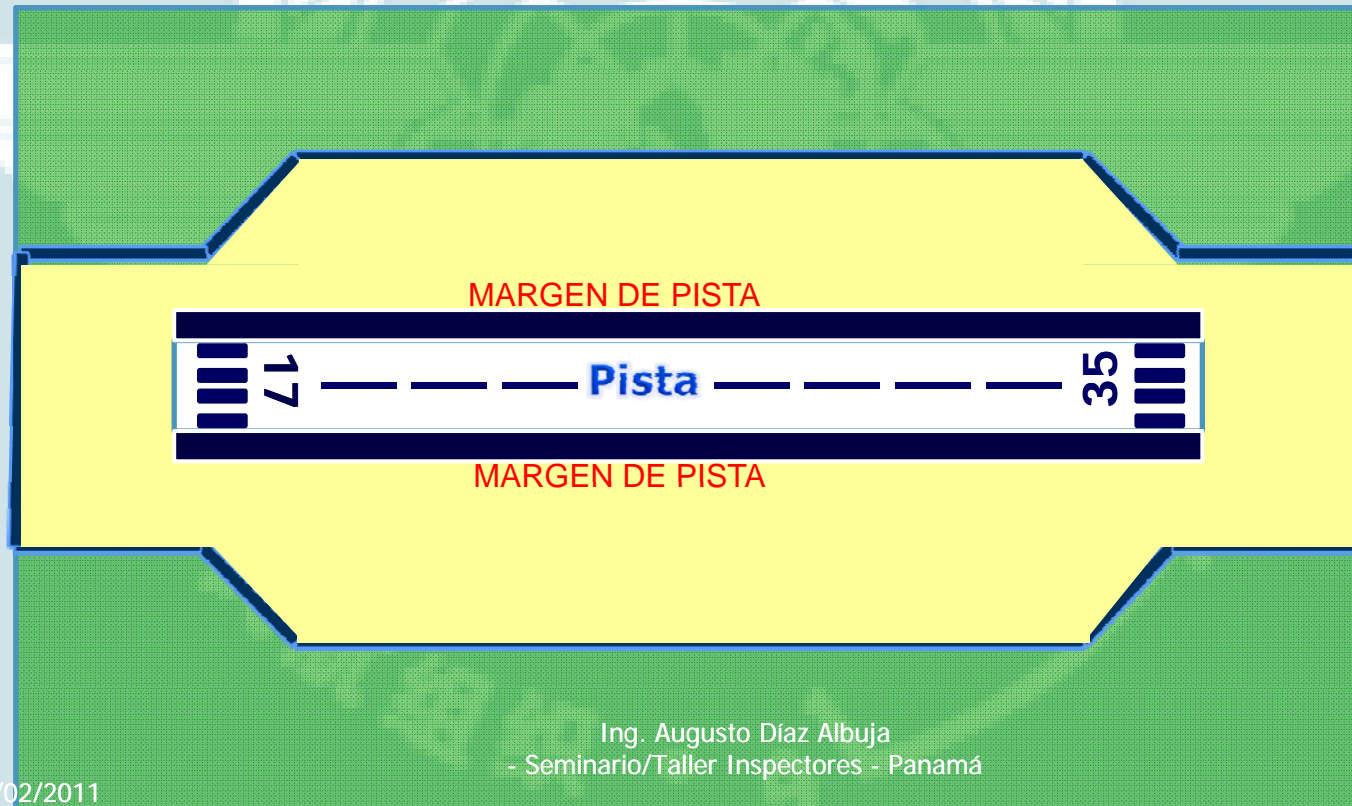 MARGEN DE PISTA
17
Pista
35
MARGEN DE PISTA
Ing. Augusto Díaz Albuja
- Seminario/Taller Inspectores - Panamá
/02/2011